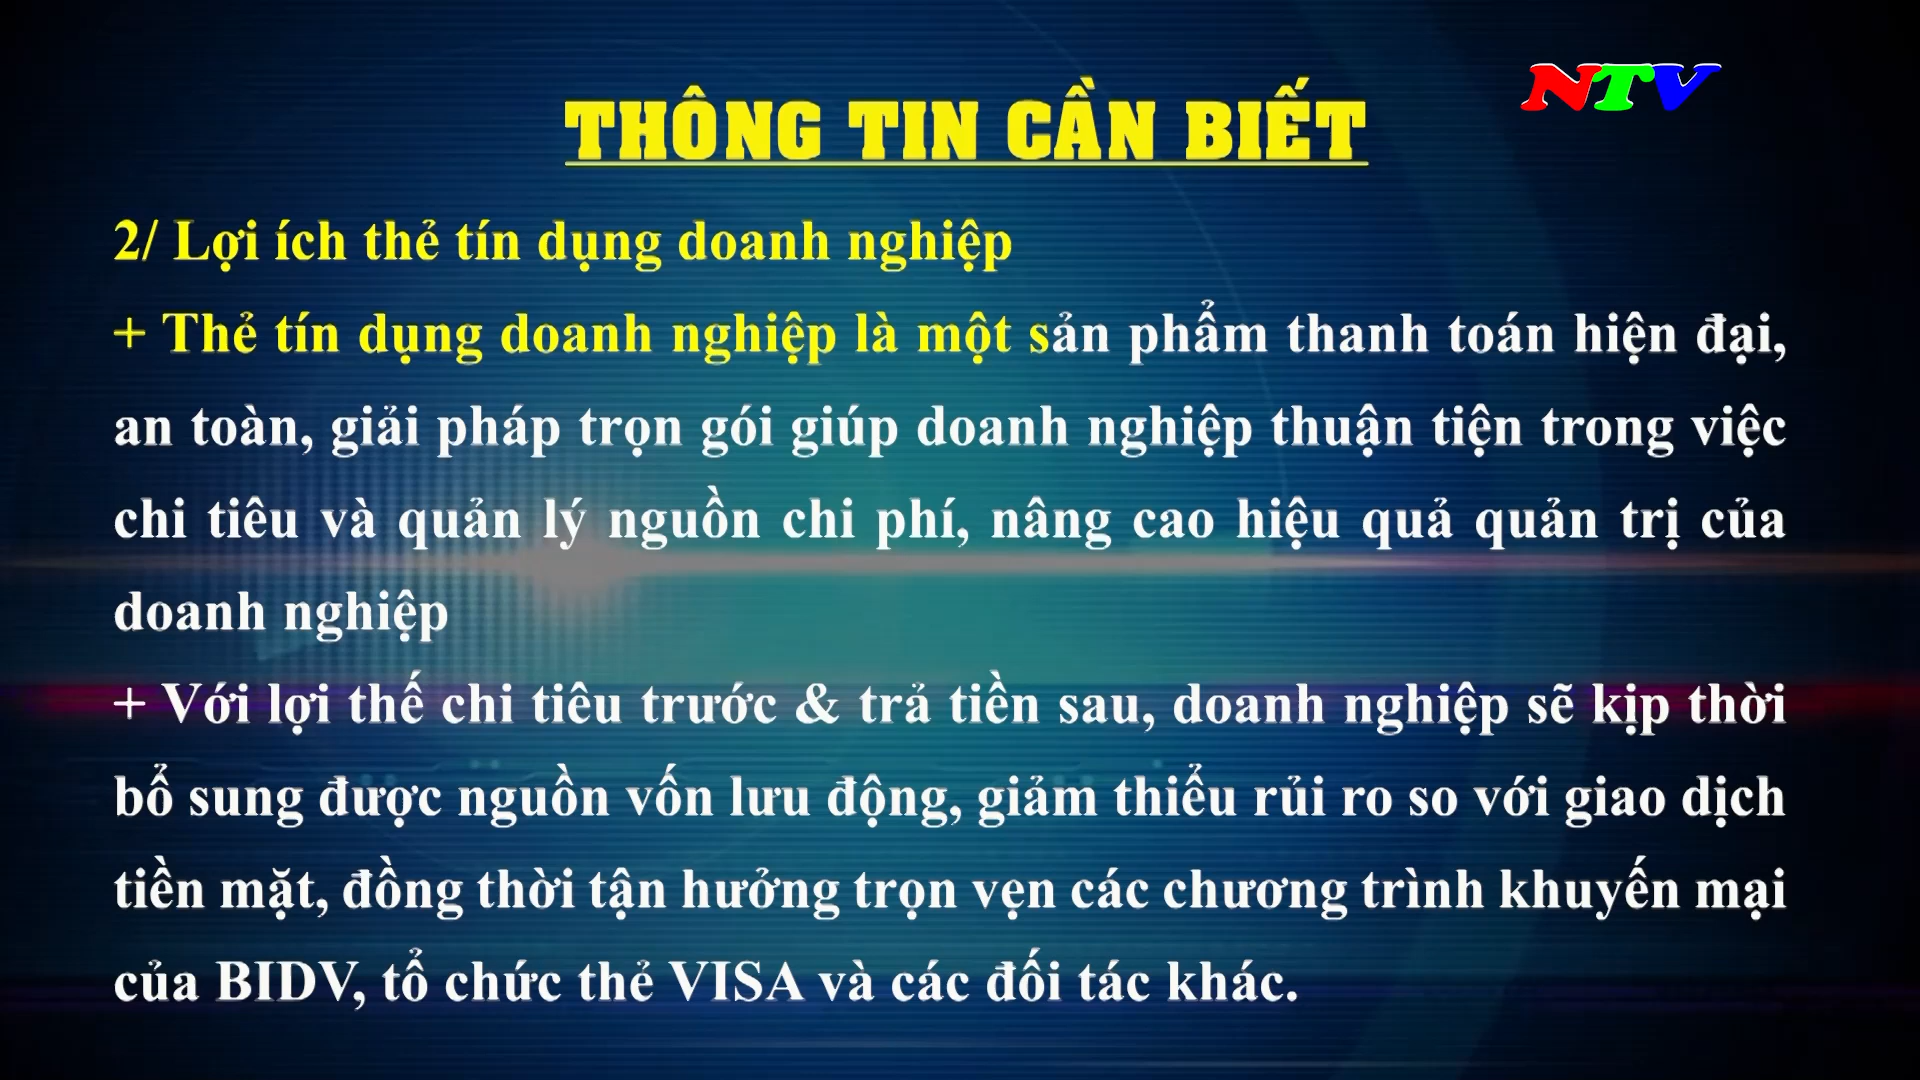 NTV
THÔNG TIN CẦN BIẾT
2/ Lợi ích thẻ tín dụng doanh nghiệp
+ Thẻ tín dụng doanh nghiệp là một sản phẩm thanh toán hiện đại,
an toàn, giải pháp trọn gói giúp doanh nghiệp thuận tiện trong việc
chi tiêu và quản lý nguồn chi phí, nâng cao hiệu quả quản trị của
doanh nghiệp
+ Với lợi thế chi tiêu trước & trả tiền sau, doanh nghiệp sẽ kịp thời
bổ sung được nguồn vốn lưu động, giảm thiểu rủi ro so với giao dịch
tiền mặt, đồng thời tận hưởng trọn vẹn các chương trình khuyến mại
của BIDV, tổ chức thẻ VISA và các đối tác khác.